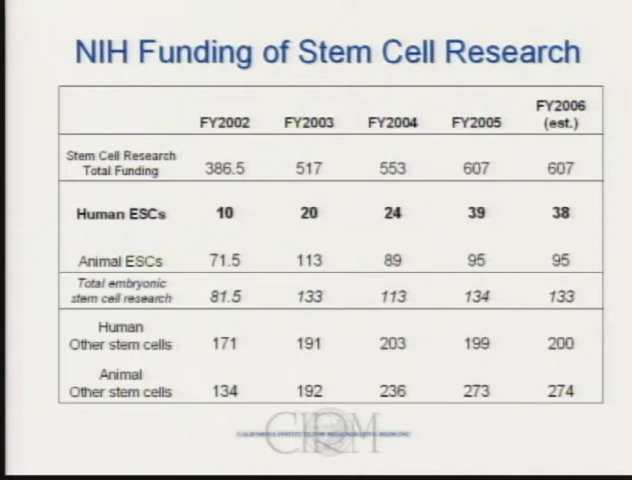 NIH Funding of Stem Cell Research
FY2002 FY2003 FY2004 FY2005 FY2006 (est.)
Stem Cell Research
Total Funding 386.5 517 553 607 607
Human ESCs 10 20 24 39 38
Animal ESCs 71.5 113 89 95 95
Total embryonic
stem cell research 81.5 133 113 134 133
Human
Other stem cells 171 191 203 199 200
Animal
Other stem cells 134 192 236 273 274
CIRM